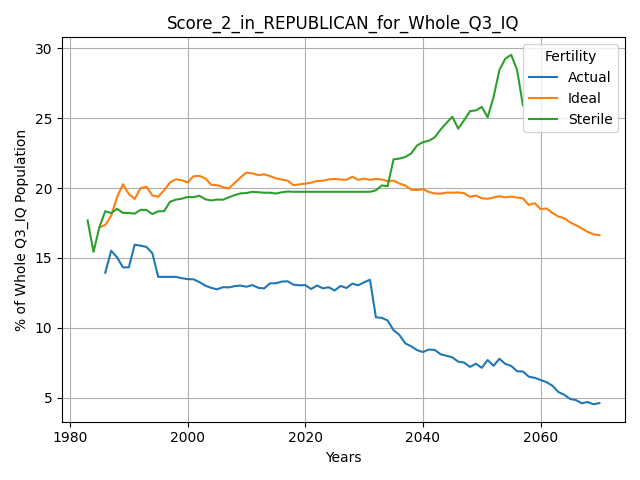 Score_2_in_REPUBLICAN_for_Whole_Q3_IQ
% of Whole Q3_IQ Population
30
25
20
15
10
5
1980
2000
2020
2040
2060
Years
Fertility
Actual
Ideal
Sterile